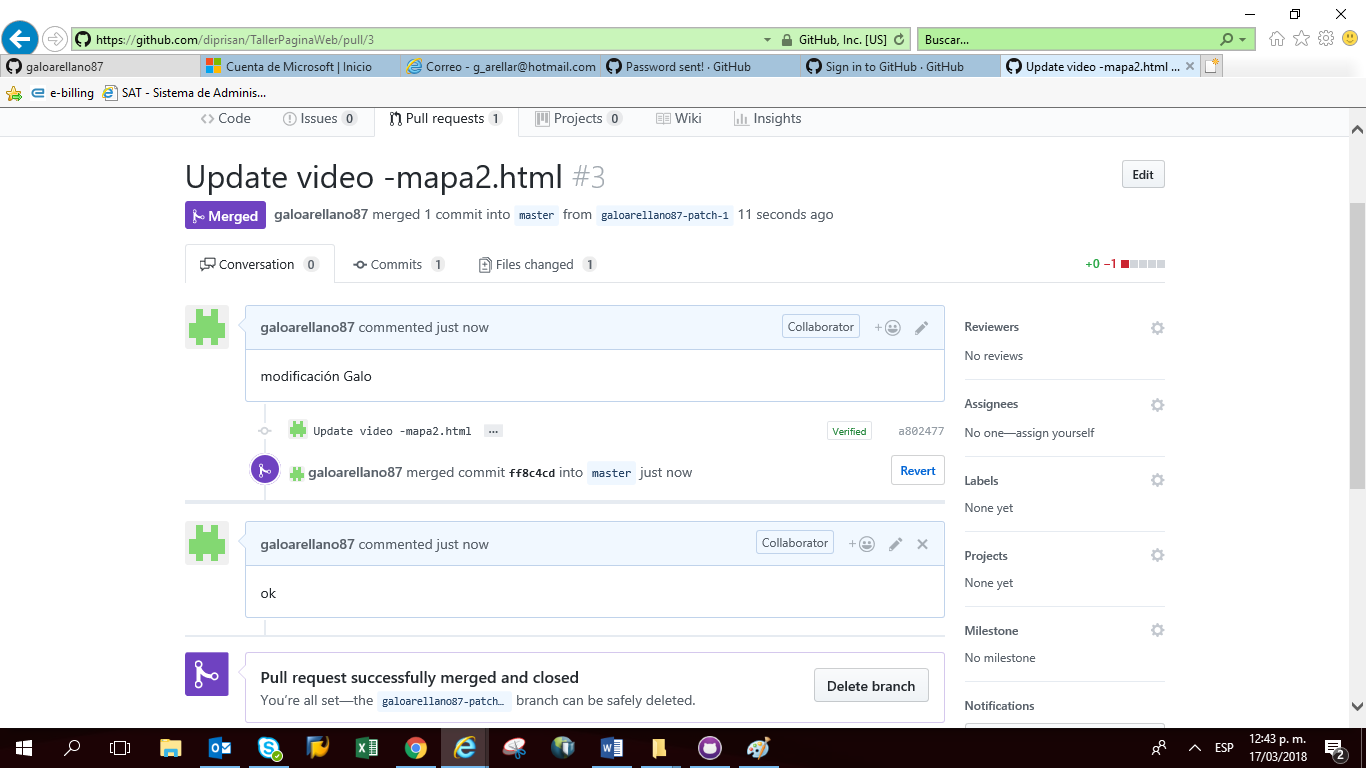 https://github.com/diprisan/TallerPaginaWeb/pull/3
GitHub, Inc. [US]
Buscar...
galoarellano87
Cuenta de Microsoft | Inicio
Correo - g_arellar@hotmail.com
Password sent! · GitHub
Sign in to GitHub · GitHub
Update video -mapa2.html ...
e-billing
SAT - Sistema de Adminis...
Code
Issues 0
Pull requests 1
Projects 0
Wiki
Insights
Update video -mapa2.html #3
Edit
Merged
galoarellano87 merged 1 commit into master from galoarellano87-patch-1 11 seconds ago
Conversation 0
Commits 1
Files changed 1
+0 −1
galoarellano87 commented just now
Collaborator
modificación Galo
Update video -mapa2.html ...
Verified
a802477
galoarellano87 merged commit ff8c4cd into master just now
Revert
galoarellano87 commented just now
Collaborator
ok
Pull request successfully merged and closed
You're all set—the galoarellano87-patch… branch can be safely deleted.
Delete branch
Reviewers
No reviews
Assignees
No one—assign yourself
Labels
None yet
Projects
None yet
Milestone
No milestone
Notifications
ESP
12:43 p. m.
17/03/2018
2